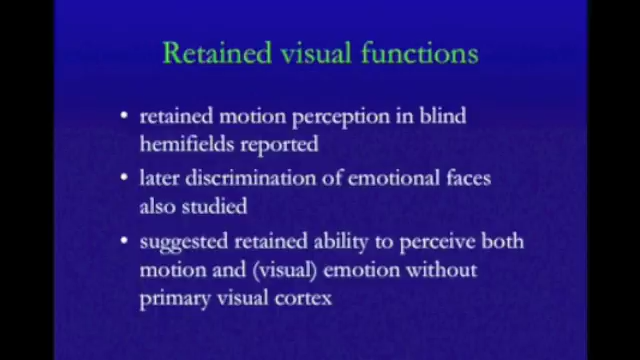 Retained visual functions
• retained motion perception in blind
hemifields reported
• later discrimination of emotional faces
also studied
• suggested retained ability to perceive both
motion and (visual) emotion without
primary visual cortex